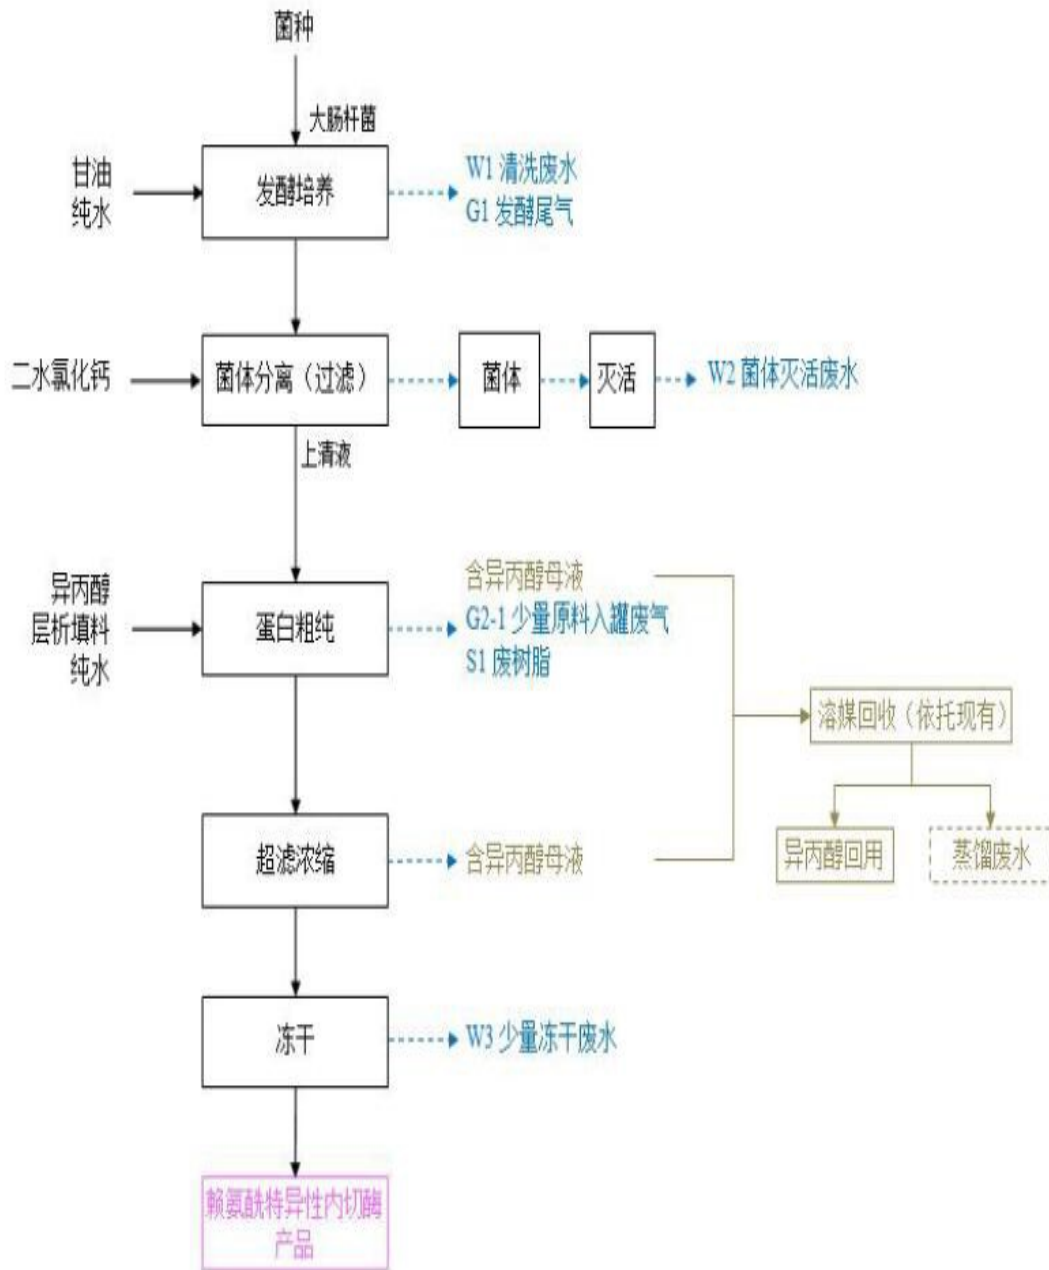 菌种
大肠杆菌
甘油
纯水
发酵培养
W1 清洗废水
G1 发酵尾气
二水氯化钙
菌体分离（过滤）
菌体
灭活
W2 菌体灭活废水
上清液
异丙醇
层析填料
纯水
蛋白粗纯
含异丙醇母液
G2-1 少量原料入罐废气
S1 废树脂
溶媒回收（依托现有）
超滤浓缩
含异丙醇母液
异丙醇回用
蒸馏废水
冻干
W3 少量冻干废水
赖氨酰特异性内切酶
产品